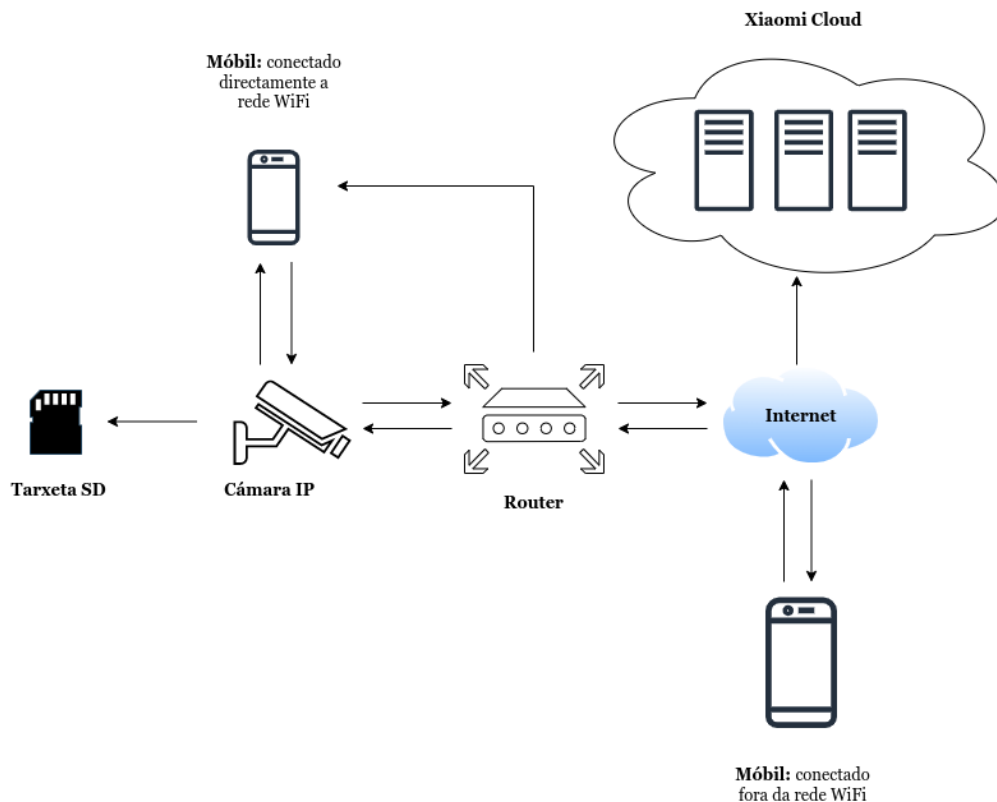 Xiaomi Cloud
Móbil: conectado
directamente a
rede WiFi
Internet
Tarxeta SD
Cámara IP
Router
Móbil: conectado
fora da rede WiFi